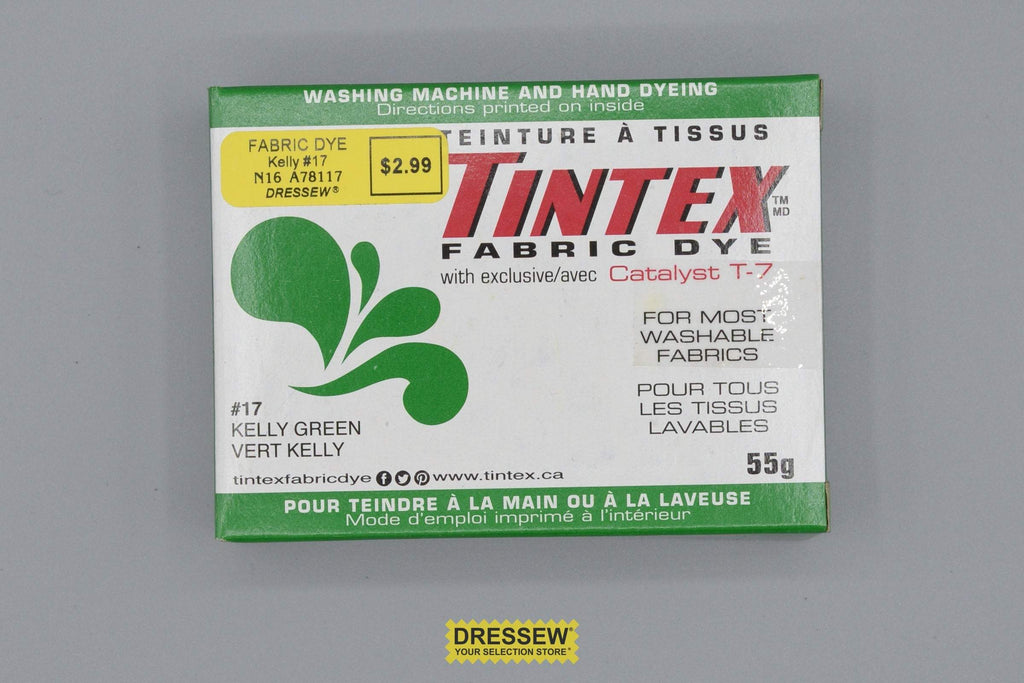 WASHING MACHINE AND HAND DYEING
Directions printed on inside
TEINTURE À TISSUS
FABRIC DYE
Kelly #17
N16 A78117
DRESSEW®
$2.99
TINTEX™ MD
FABRIC DYE
with exclusive/avec Catalyst T-7
FOR MOST
WASHABLE
FABRICS
POUR TOUS
LES TISSUS
LAVABLES
#17
KELLY GREEN
VERT KELLY
55g
tintexfabricdye www.tintex.ca
POUR TEINDRE À LA MAIN OU À LA LAVEUSE
Mode d'emploi imprimé à l'intérieur
DRESSEW®
YOUR SELECTION STORE®